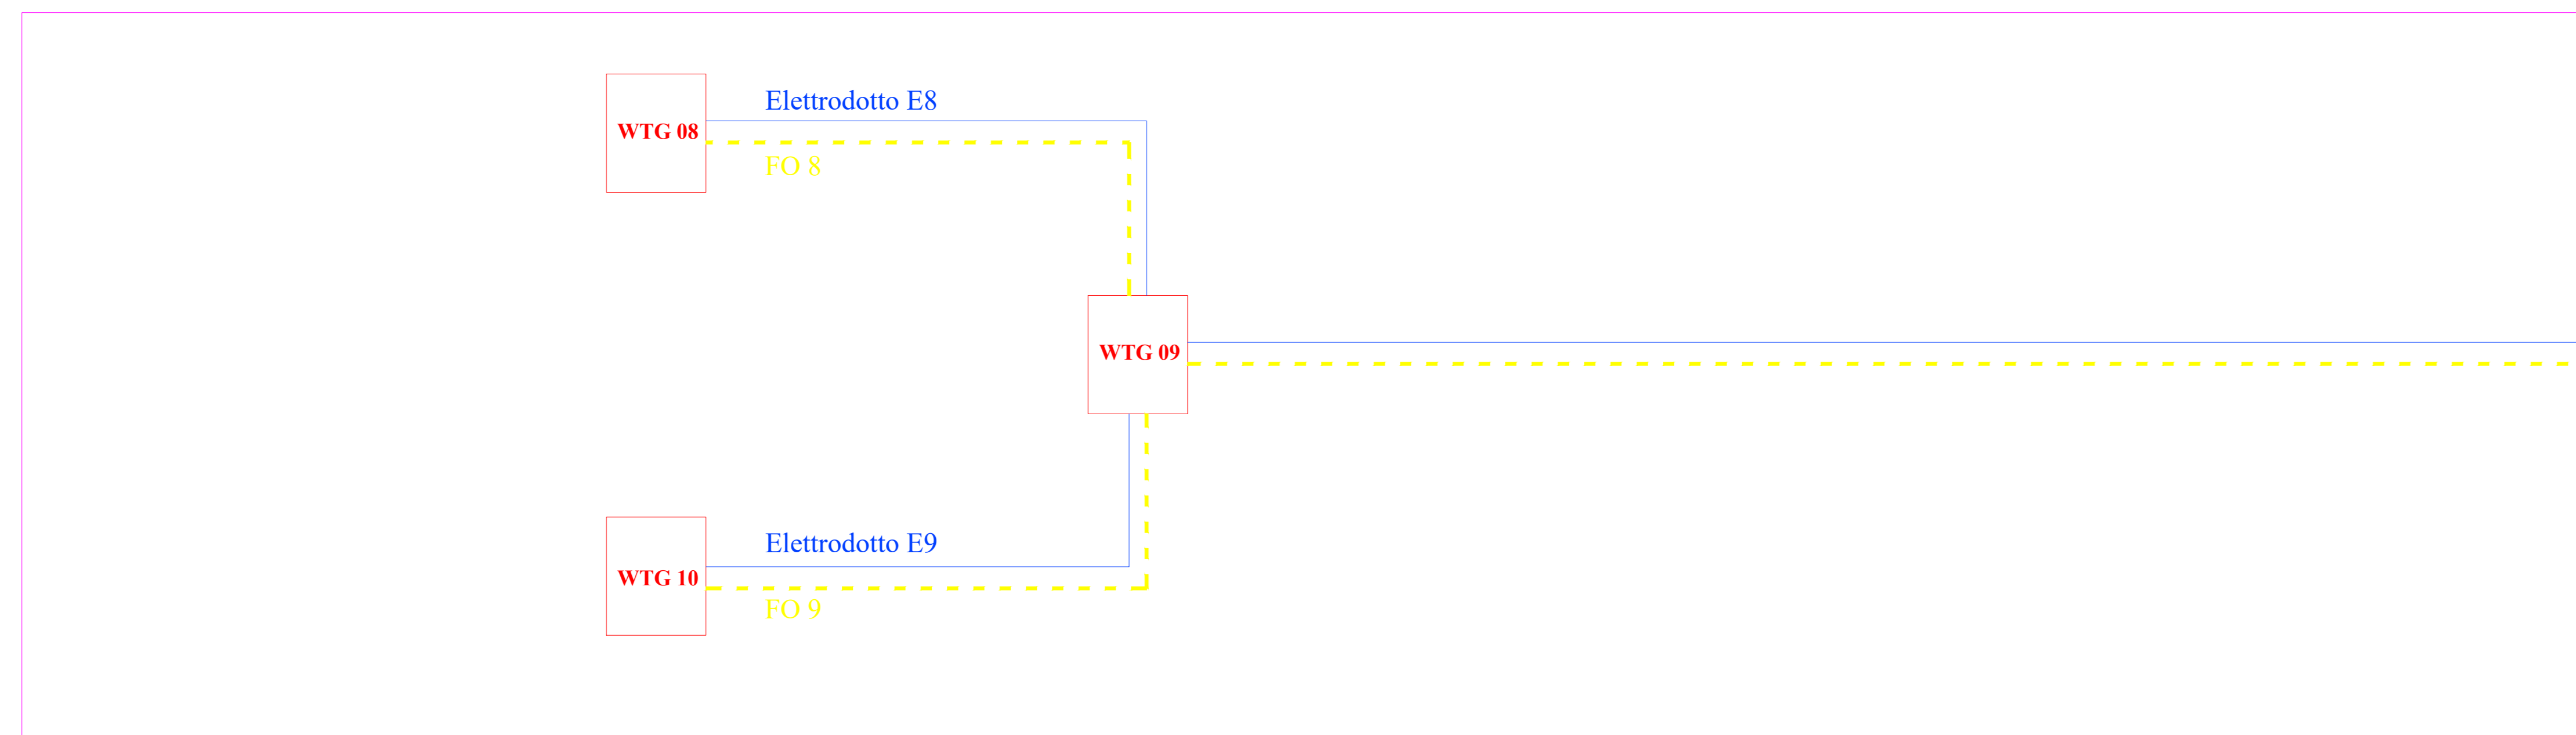 Elettrodotto E8
WTG 08
FO 8
WTG 09
Elettrodotto E9
WTG 10
FO 9